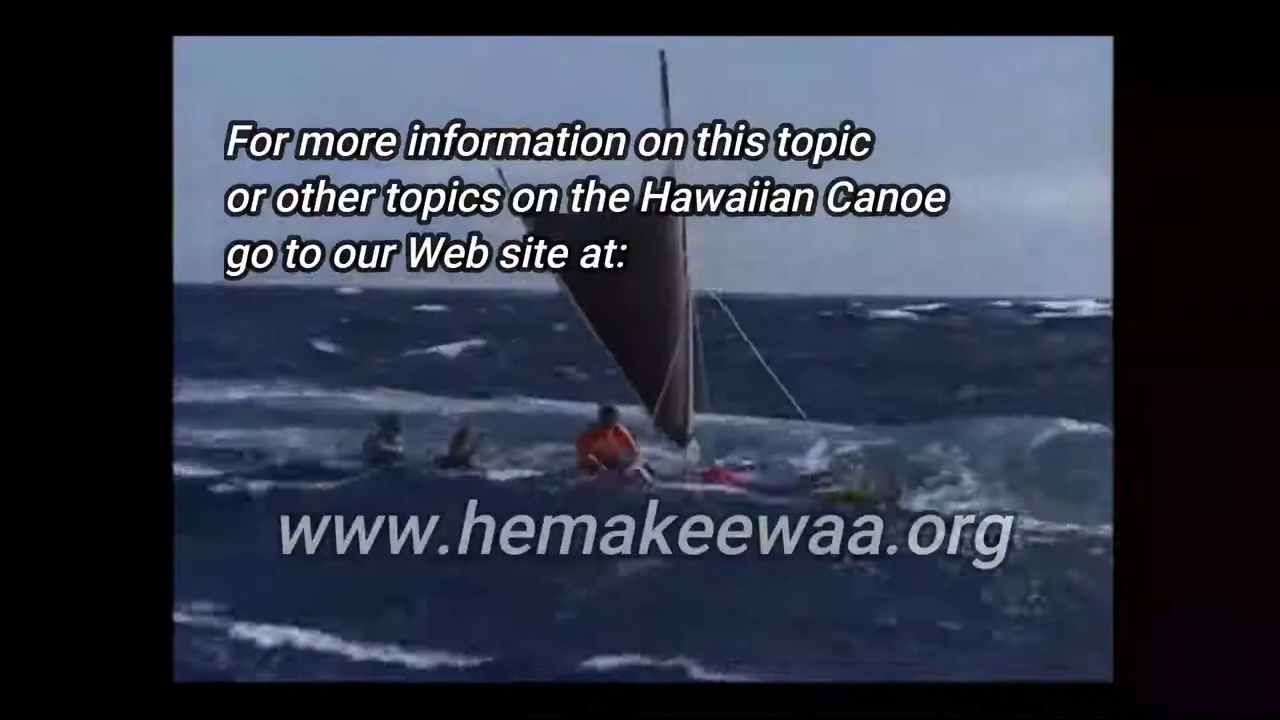 For more information on this topic
or other topics on the Hawaiian Canoe
go to our Web site at:
www.hemakeewaa.org